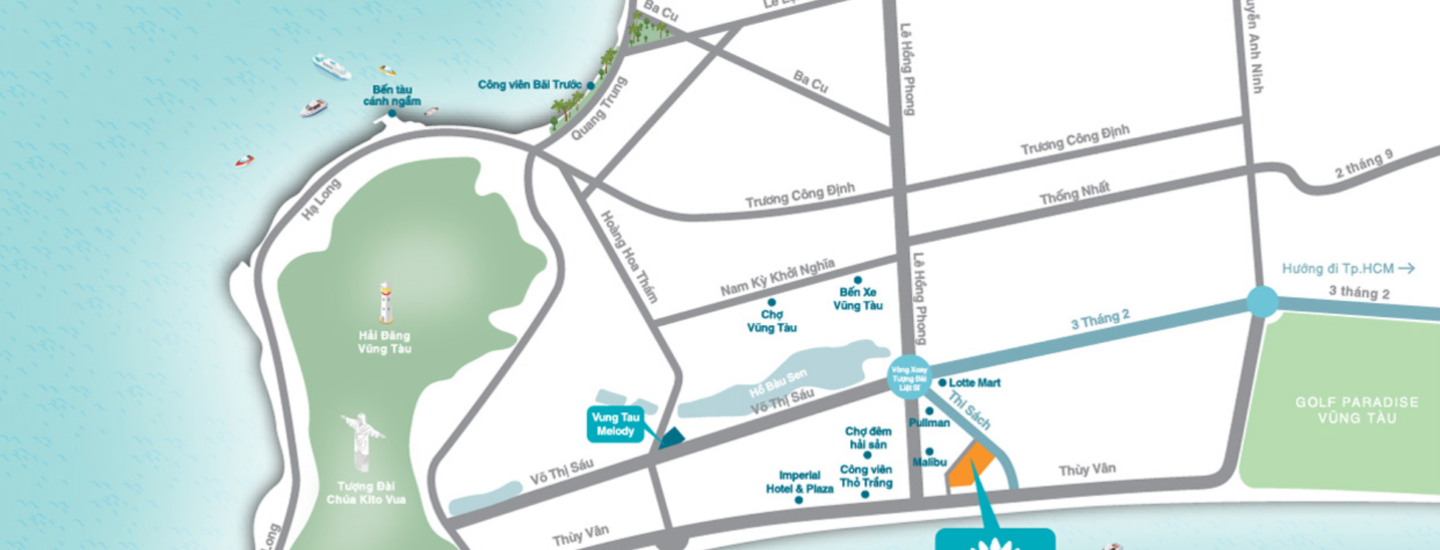 Ba Cu
Lê Hồng Phong
Bến tàu
cánh ngầm
Công viên Bãi Trước
Quang Trung
Ba Cu
Trương Công Định
2 tháng 9
Hạ Long
Trương Công Định
Thống Nhất
Hoàng Hoa Thám
Nam Kỳ Khởi Nghĩa
Lê Hồng Phong
Hướng đi Tp.HCM
3 tháng 2
Bến Xe
Vũng Tàu
Chợ
Vũng Tàu
3 Tháng 2
Hải Đăng
Vũng Tàu
Hồ Bàu Sen
Võ Thị Sáu
Vòng Xoay
Tượng Đài
Liệt Sĩ
Lotte Mart
Thi Sách
Pullman
GOLF PARADISE
VŨNG TÀU
Vung Tau
Melody
Chợ đêm
hải sản
Malibu
Võ Thị Sáu
Công viên
Thỏ Trắng
Imperial
Hotel & Plaza
Thùy Vân
Tượng Đài
Chúa Kito Vua
Thùy Vân
Long